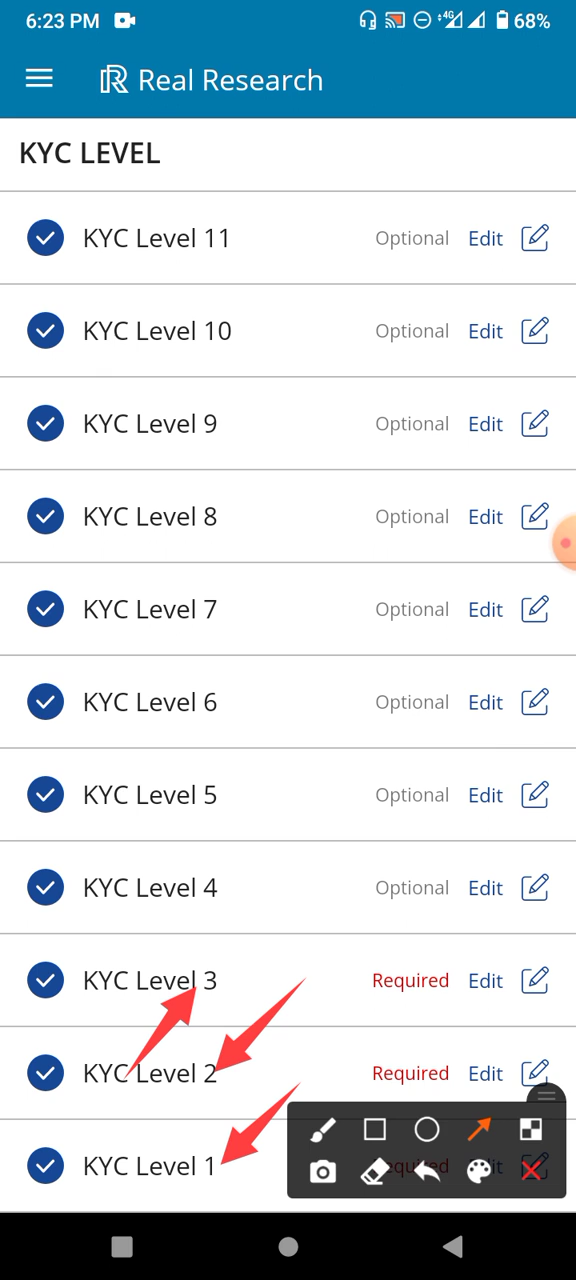 6:23 PM 4G 68%
Real Research
KYC LEVEL
KYC Level 11 Optional Edit
KYC Level 10 Optional Edit
KYC Level 9 Optional Edit
KYC Level 8 Optional Edit
KYC Level 7 Optional Edit
KYC Level 6 Optional Edit
KYC Level 5 Optional Edit
KYC Level 4 Optional Edit
KYC Level 3 Required Edit
KYC Level 2 Required Edit
KYC Level 1